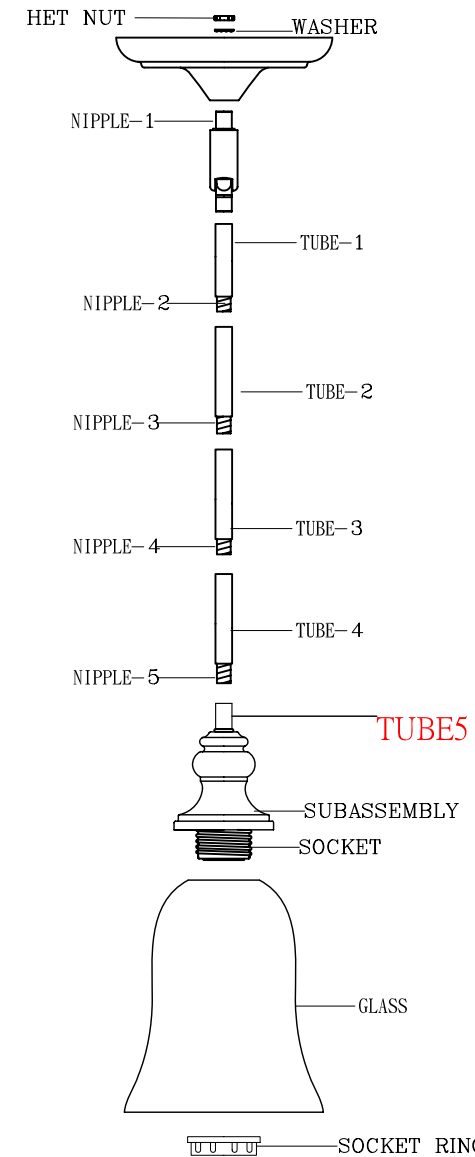 HET NUT
WASHER
NIPPLE-1
TUBE-1
NIPPLE-2
TUBE-2
NIPPLE-3
TUBE-3
NIPPLE-4
TUBE-4
NIPPLE-5
TUBE5
SUBASSEMBLY
SOCKET
GLASS
SOCKET RING